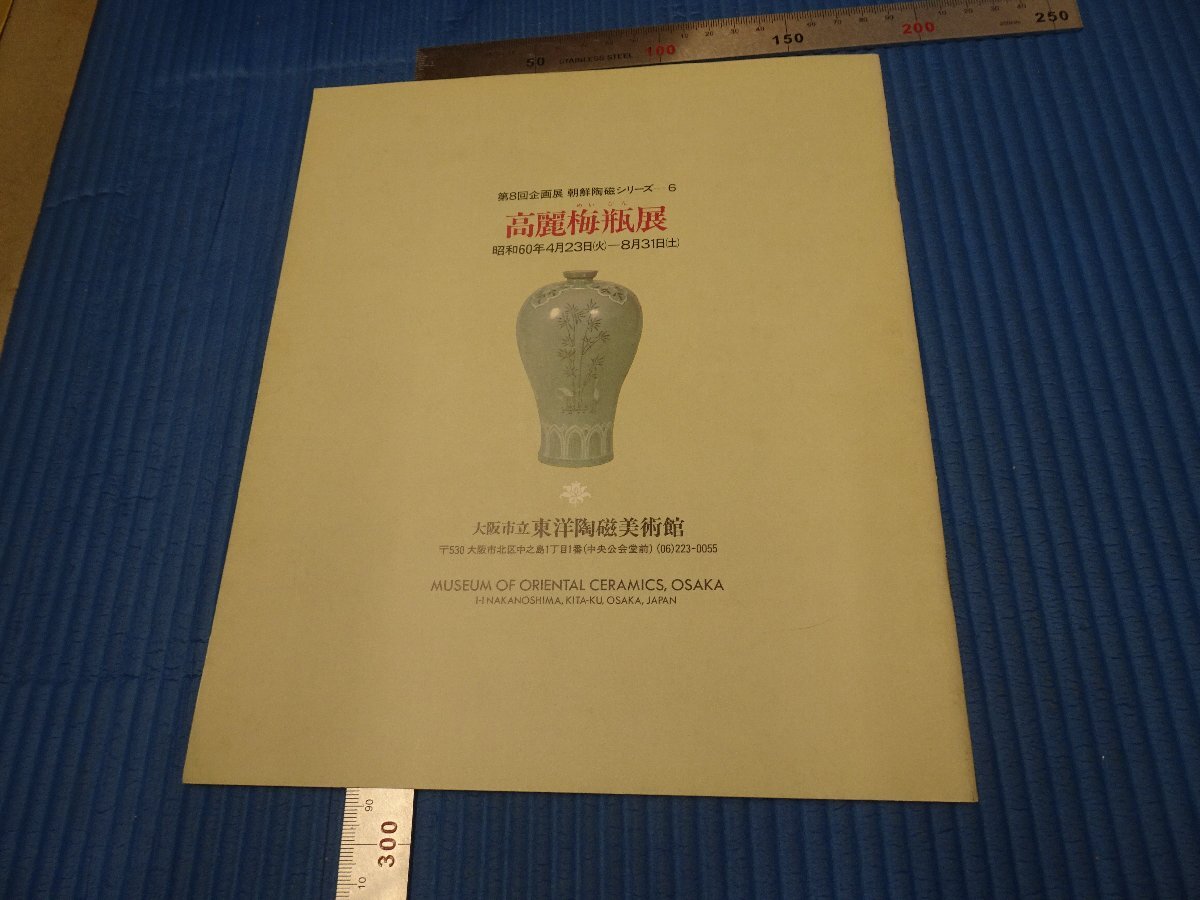 50 100 150 200 250
STAINLESS STEEL
第8回企画展 朝鮮陶磁シリーズ 6
めいびん
高麗梅瓶展
昭和60年4月23日(火)―8月31日(土)
大阪市立東洋陶磁美術館
〒530 大阪市北区中之島1丁目1番(中央公会堂前) (06)223-0055
MUSEUM OF ORIENTAL CERAMICS, OSAKA
1-1 NAKANOSHIMA, KITA-KU, OSAKA, JAPAN
90
300
10